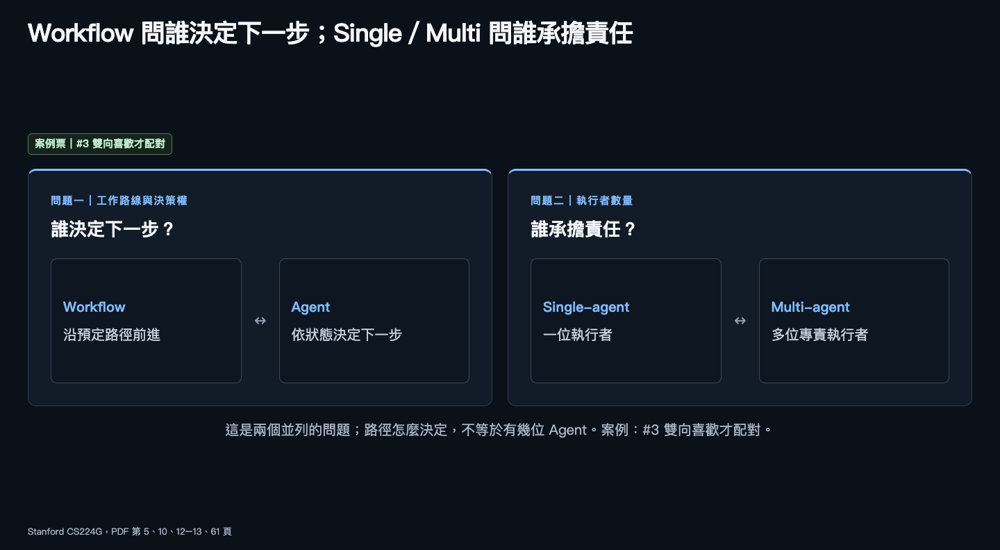 Workflow 問誰決定下一步；Single / Multi 問誰承擔責任
案例票｜#3 雙向喜歡才配對
問題一｜工作路線與決策權
誰決定下一步？
Workflow
沿預定路徑前進
↔
Agent
依狀態決定下一步
問題二｜執行者數量
誰承擔責任？
Single-agent
一位執行者
↔
Multi-agent
多位專責執行者
這是兩個並列的問題；路徑怎麼決定，不等於有幾位 Agent。案例：#3 雙向喜歡才配對。
Stanford CS224G，PDF 第 5、10、12–13、61 頁